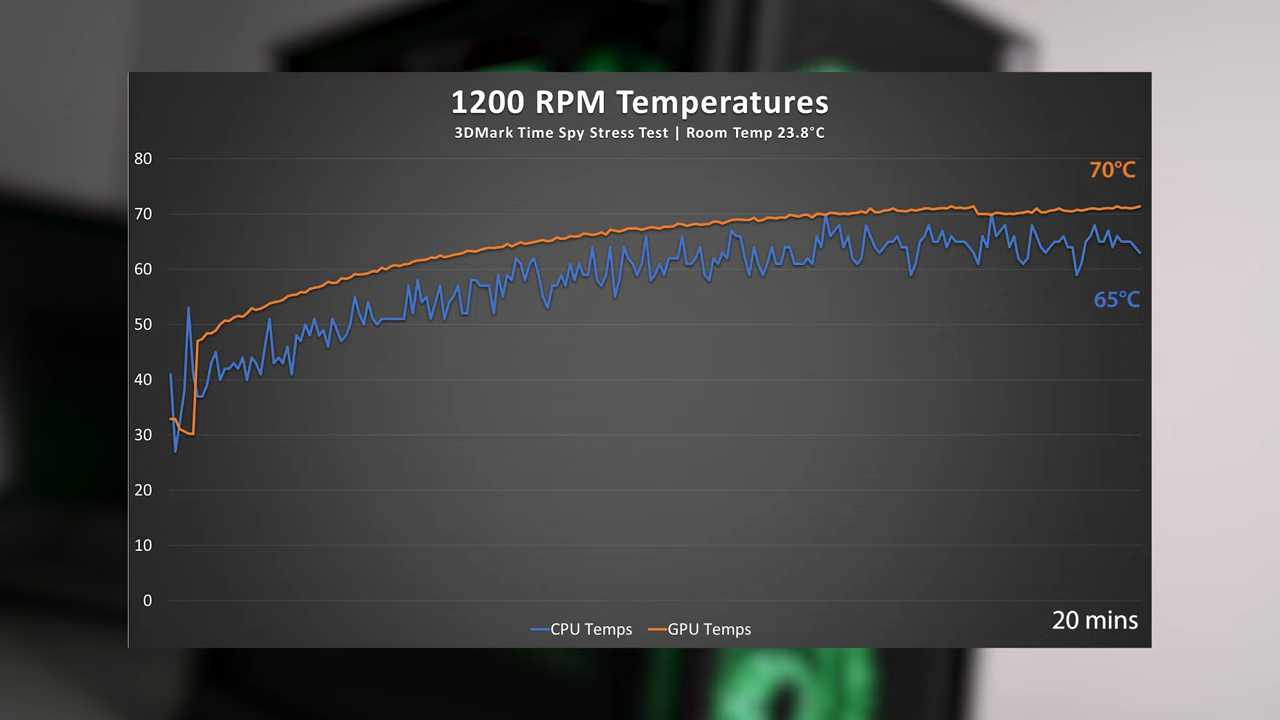 1200 RPM Temperatures
3DMark Time Spy Stress Test | Room Temp 23.8°C
80
70°C
70
60
65°C
50
40
30
20
10
0
20 mins
CPU Temps GPU Temps